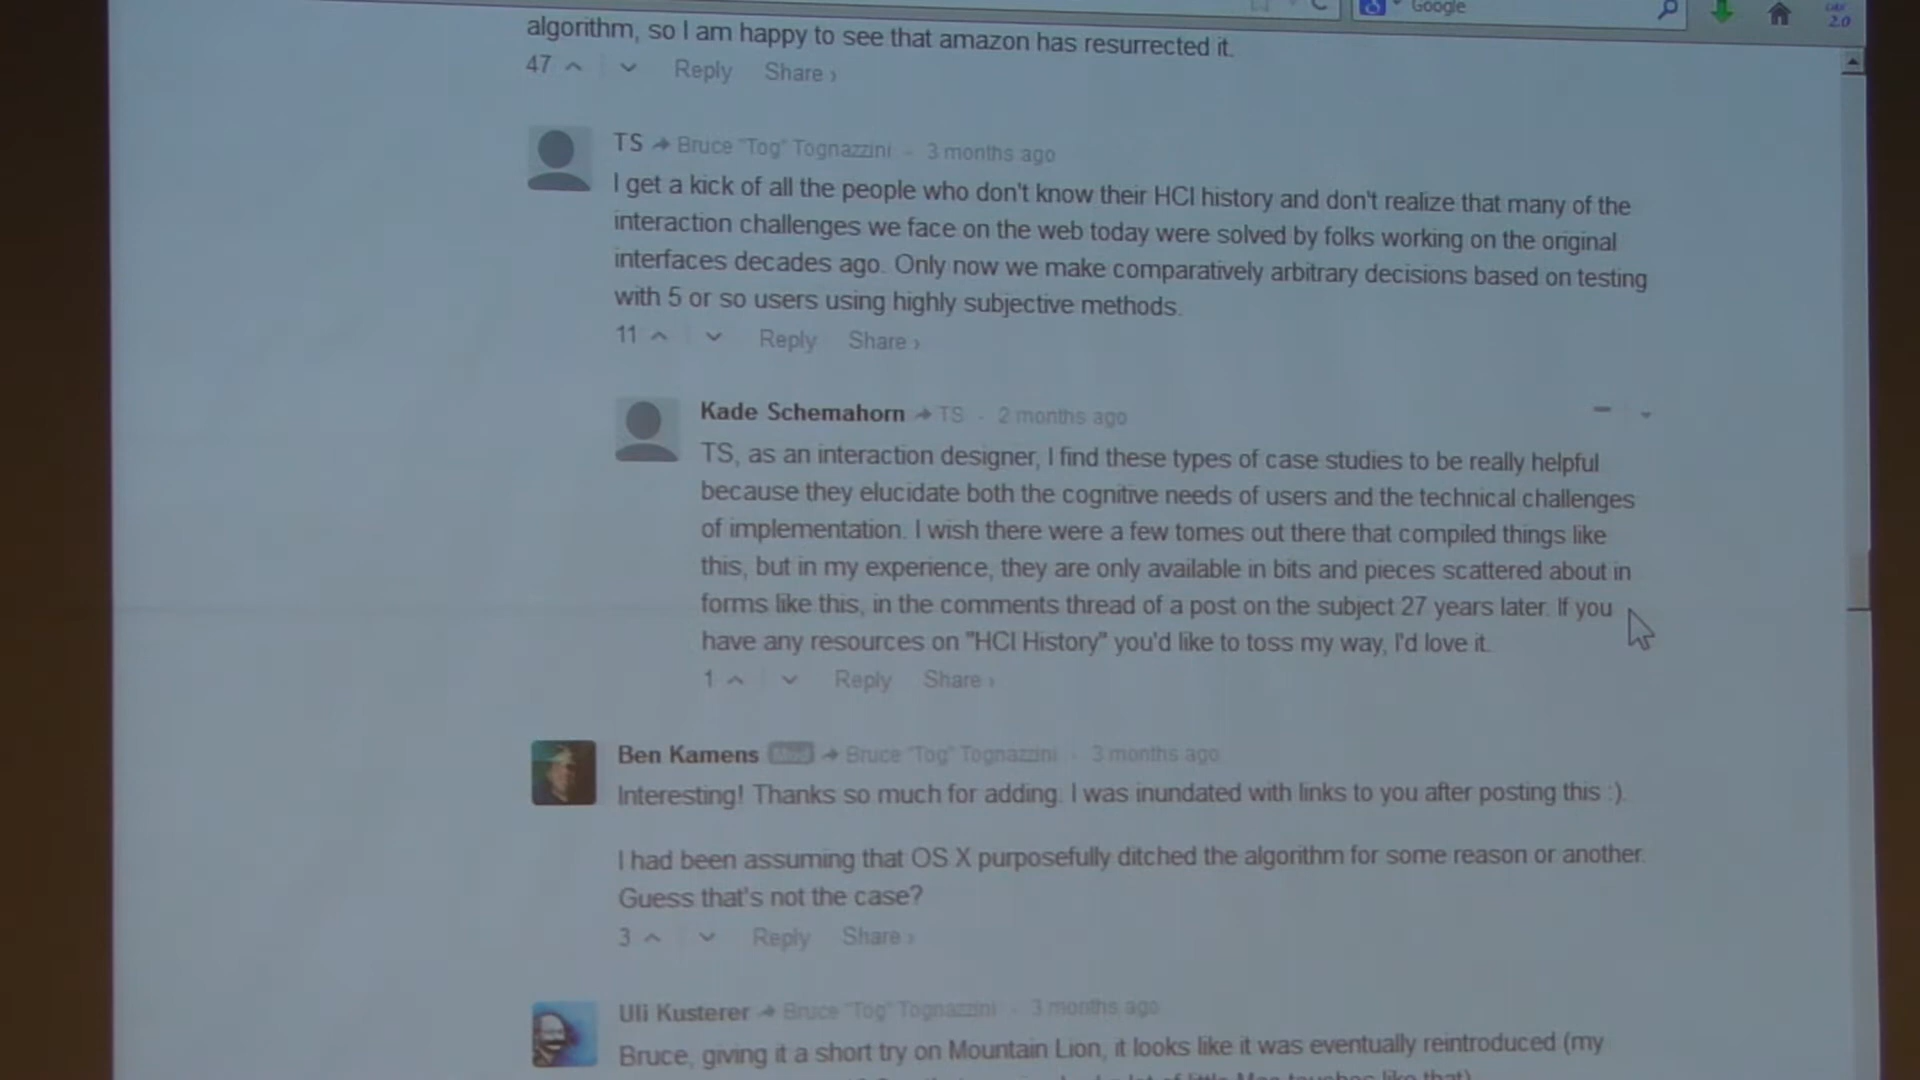 Google
2.0
algorithm, so I am happy to see that amazon has resurrected it.
47 Reply Share ›
TS Bruce "Tog" Tognazzini · 3 months ago
I get a kick of all the people who don't know their HCI history and don't realize that many of the
interaction challenges we face on the web today were solved by folks working on the original
interfaces decades ago. Only now we make comparatively arbitrary decisions based on testing
with 5 or so users using highly subjective methods.
11 Reply Share ›
Kade Schemahorn TS · 2 months ago
TS, as an interaction designer, I find these types of case studies to be really helpful
because they elucidate both the cognitive needs of users and the technical challenges
of implementation. I wish there were a few tomes out there that compiled things like
this, but in my experience, they are only available in bits and pieces scattered about in
forms like this, in the comments thread of a post on the subject 27 years later. If you
have any resources on "HCI History" you'd like to toss my way, I'd love it.
1 Reply Share ›
Ben Kamens Mod Bruce "Tog" Tognazzini · 3 months ago
Interesting! Thanks so much for adding. I was inundated with links to you after posting this :).
I had been assuming that OS X purposefully ditched the algorithm for some reason or another.
Guess that's not the case?
3 Reply Share ›
Uli Kusterer Bruce "Tog" Tognazzini · 3 months ago
Bruce, giving it a short try on Mountain Lion, it looks like it was eventually reintroduced (my
of little Mac touches like that)